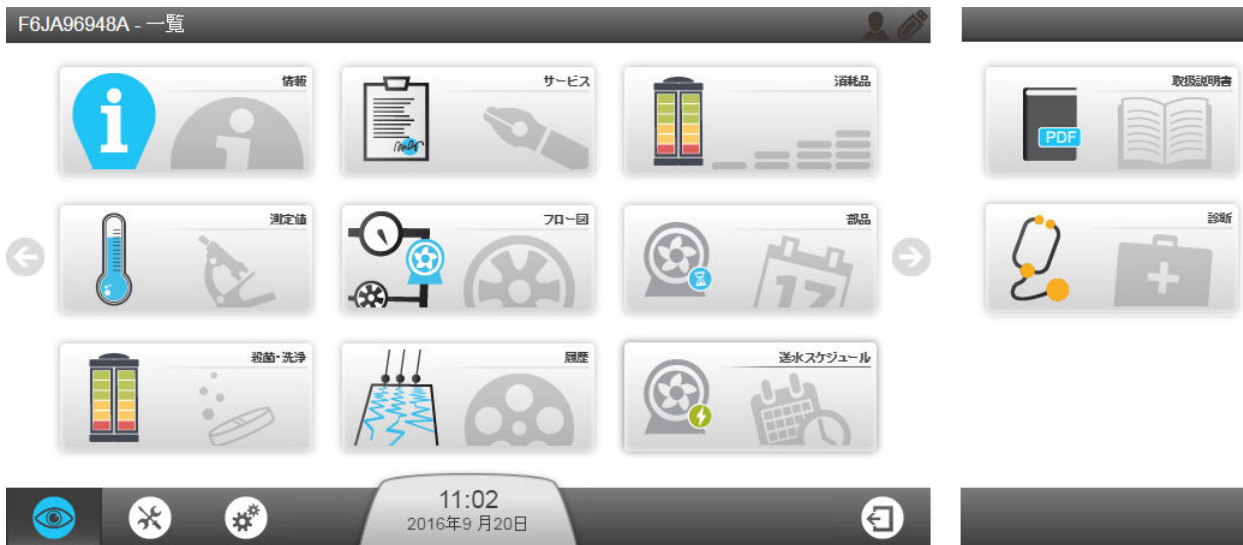 F6JA96948A - 一覧
情報
サービス
消耗品
測定値
フロー図
部品
17
殺菌・洗浄
履歴
送水スケジュール
11:02
2016年9月20日
取扱説明書
PDF
診断